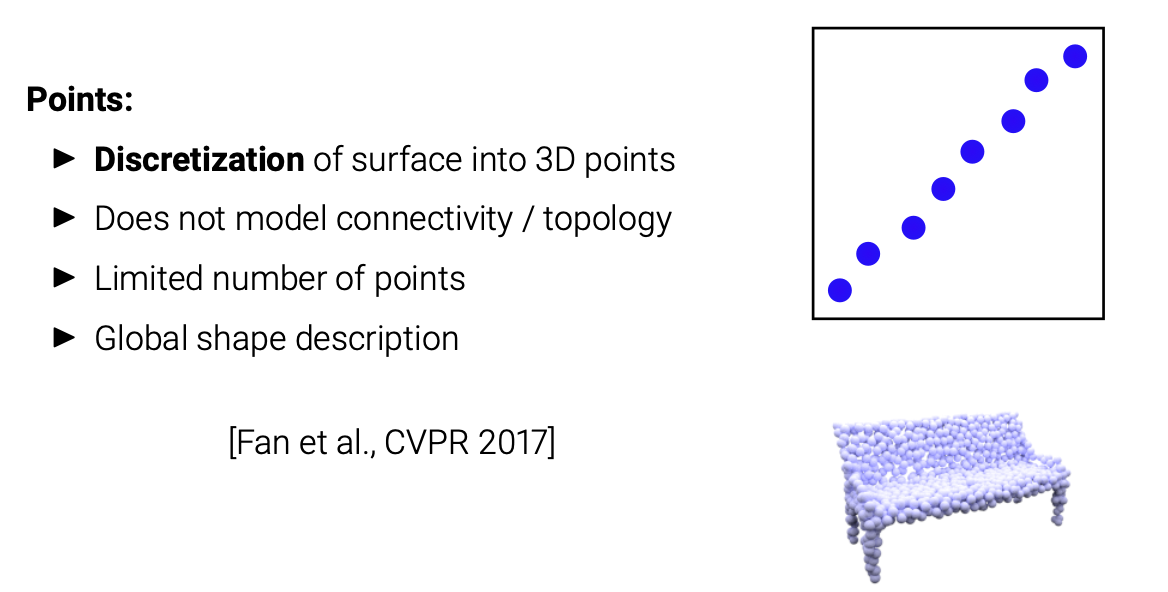 Points:
▶ Discretization of surface into 3D points
▶ Does not model connectivity / topology
▶ Limited number of points
▶ Global shape description
[Fan et al., CVPR 2017]